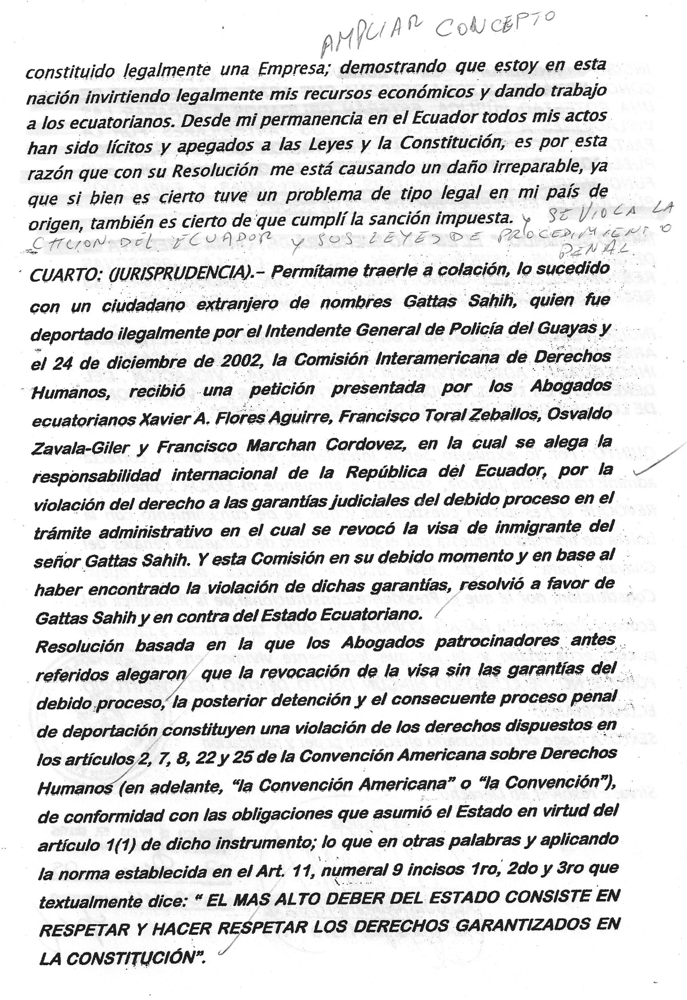 AMPLIAR CONCEPTO
constituido legalmente una Empresa; demostrando que estoy en esta
nación invirtiendo legalmente mis recursos económicos y dando trabajo
a los ecuatorianos. Desde mi permanencia en el Ecuador todos mis actos
han sido lícitos y apegados a las Leyes y la Constitución, es por esta
razón que con su Resolución me está causando un daño irreparable, ya
que si bien es cierto tuve un problema de tipo legal en mi país de
origen, también es cierto de que cumplí la sanción impuesta. y SE VIOLA LA
DEL ECUADOR y SUS LEYES DE PROCEDIMIENTO
PENAL
CUARTO: (JURISPRUDENCIA).- Permítame traerle a colación, lo sucedido
con un ciudadano extranjero de nombres Gattas Sahih, quien fue
deportado ilegalmente por el Intendente General de Policía del Guayas y
el 24 de diciembre de 2002, la Comisión Interamericana de Derechos
Humanos, recibió una petición presentada por los Abogados
ecuatorianos Xavier A. Flores Aguirre, Francisco Toral Zeballos, Osvaldo
Zavala-Giler y Francisco Marchan Cordovez, en la cual se alega la
responsabilidad internacional de la República del Ecuador, por la
violación del derecho a las garantías judiciales del debido proceso en el
trámite administrativo en el cual se revocó la visa de inmigrante del
señor Gattas Sahih. Y esta Comisión en su debido momento y en base al
haber encontrado la violación de dichas garantías, resolvió a favor de
Gattas Sahih y en contra del Estado Ecuatoriano.
Resolución basada en la que los Abogados patrocinadores antes
referidos alegaron que la revocación de la visa sin las garantías del
debido proceso, la posterior detención y el consecuente proceso penal
de deportación constituyen una violación de los derechos dispuestos en
los artículos 2, 7, 8, 22 y 25 de la Convención Americana sobre Derechos
Humanos (en adelante, “la Convención Americana” o “la Convención”),
de conformidad con las obligaciones que asumió el Estado en virtud del
artículo 1(1) de dicho instrumento; lo que en otras palabras y aplicando
la norma establecida en el Art. 11, numeral 9 incisos 1ro, 2do y 3ro que
textualmente dice: “ EL MAS ALTO DEBER DEL ESTADO CONSISTE EN
RESPETAR Y HACER RESPETAR LOS DERECHOS GARANTIZADOS EN
LA CONSTITUCIÓN”.